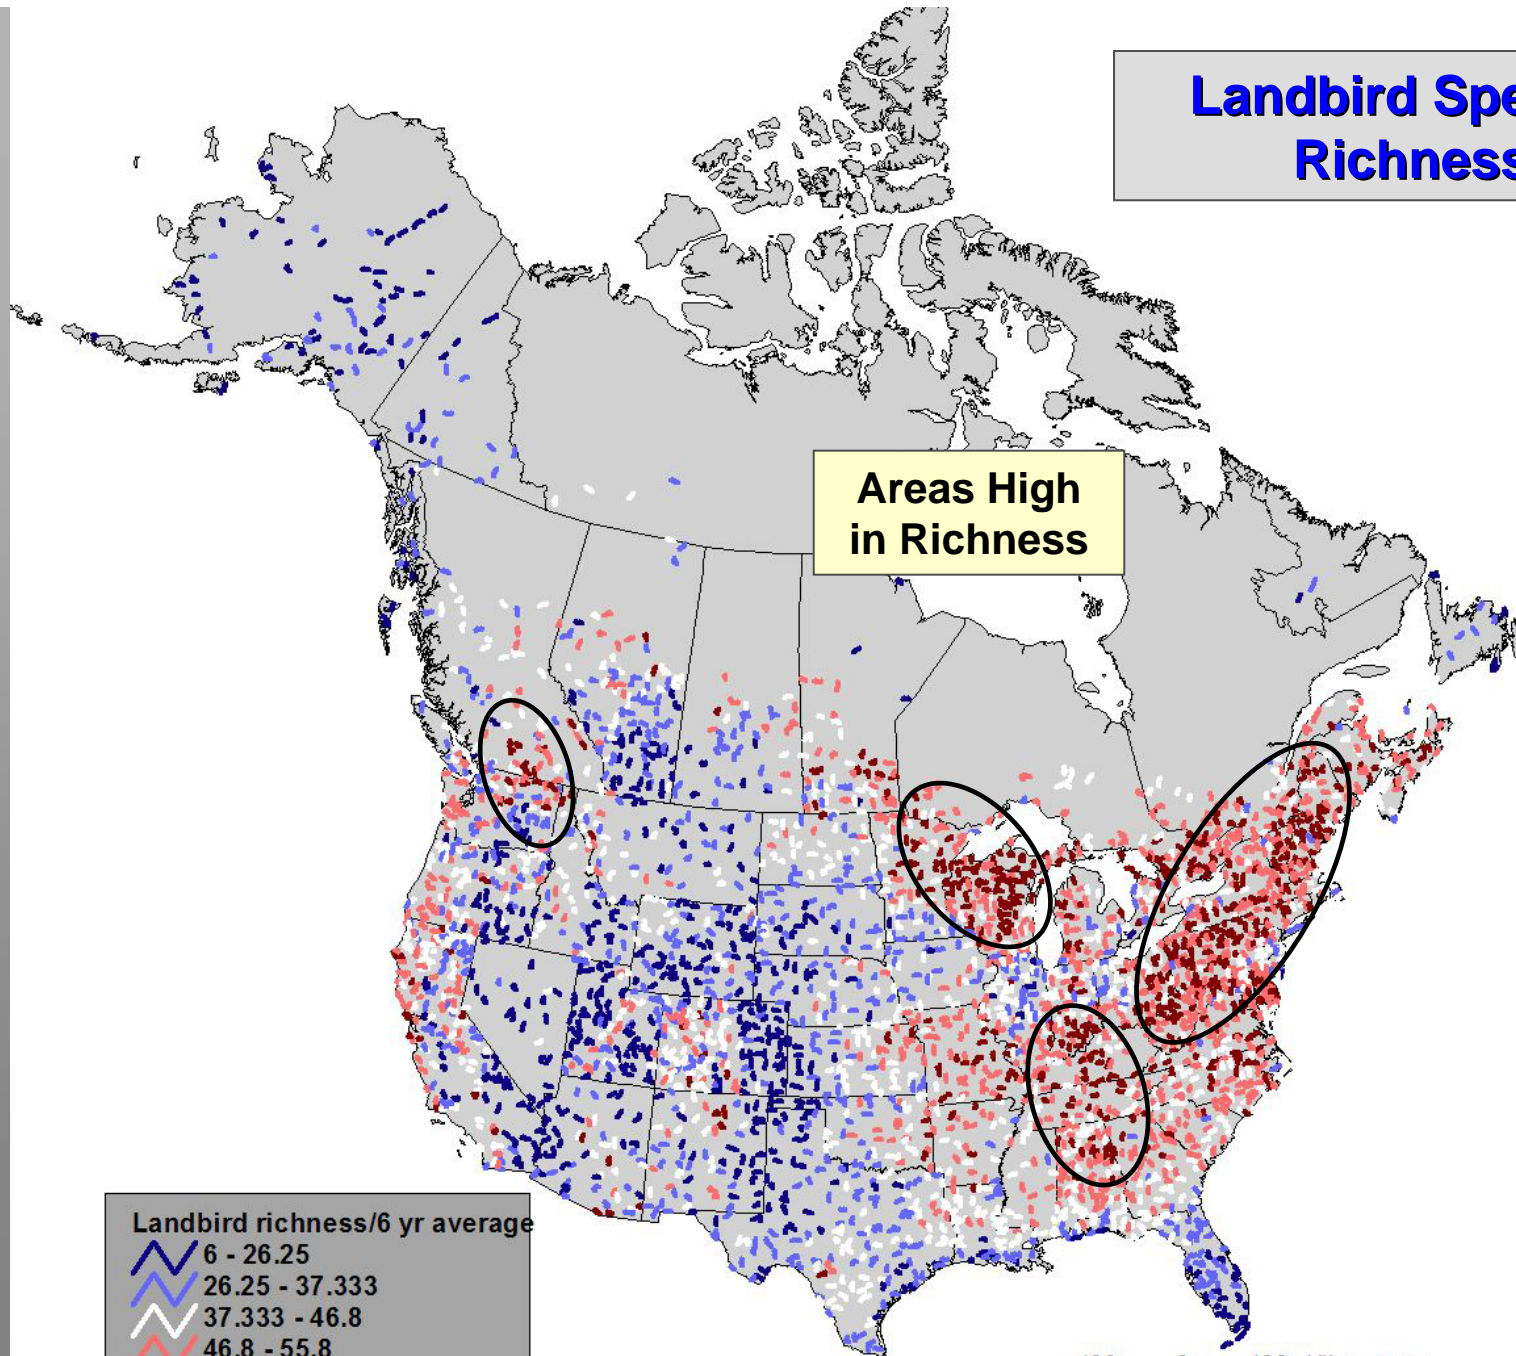 Landbird Spe
Richness
Areas High
in Richness
Landbird richness/6 yr average
6 - 26.25
26.25 - 37.333
37.333 - 46.8
46.8 - 55.8